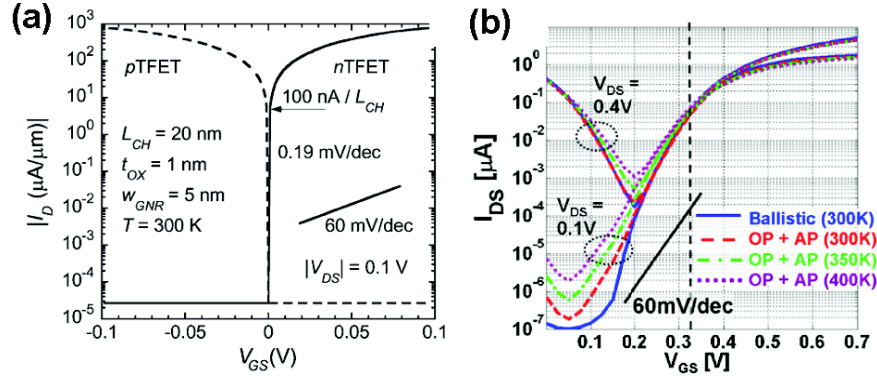 (a)
10³
10²
10¹
10⁰
10⁻¹
10⁻²
10⁻³
10⁻⁴
10⁻⁵
|I_D (μA/μm)|
pTFET
nTFET
100 nA / L_CH
L_CH = 20 nm
t_OX = 1 nm
w_GNR = 5 nm
T = 300 K
0.19 mV/dec
60 mV/dec
|V_DS| = 0.1 V
-0.1
-0.05
0
0.05
0.1
V_GS(V)
(b)
10⁰
10⁻¹
10⁻²
10⁻³
10⁻⁴
10⁻⁵
10⁻⁶
10⁻⁷
I_DS [μA]
V_DS =
0.4V
V_DS =
0.1V
Ballistic (300K)
OP + AP (300K)
OP + AP (350K)
OP + AP (400K)
60mV/dec
0.1
0.2
0.3
0.4
0.5
0.6
0.7
V_GS [V]